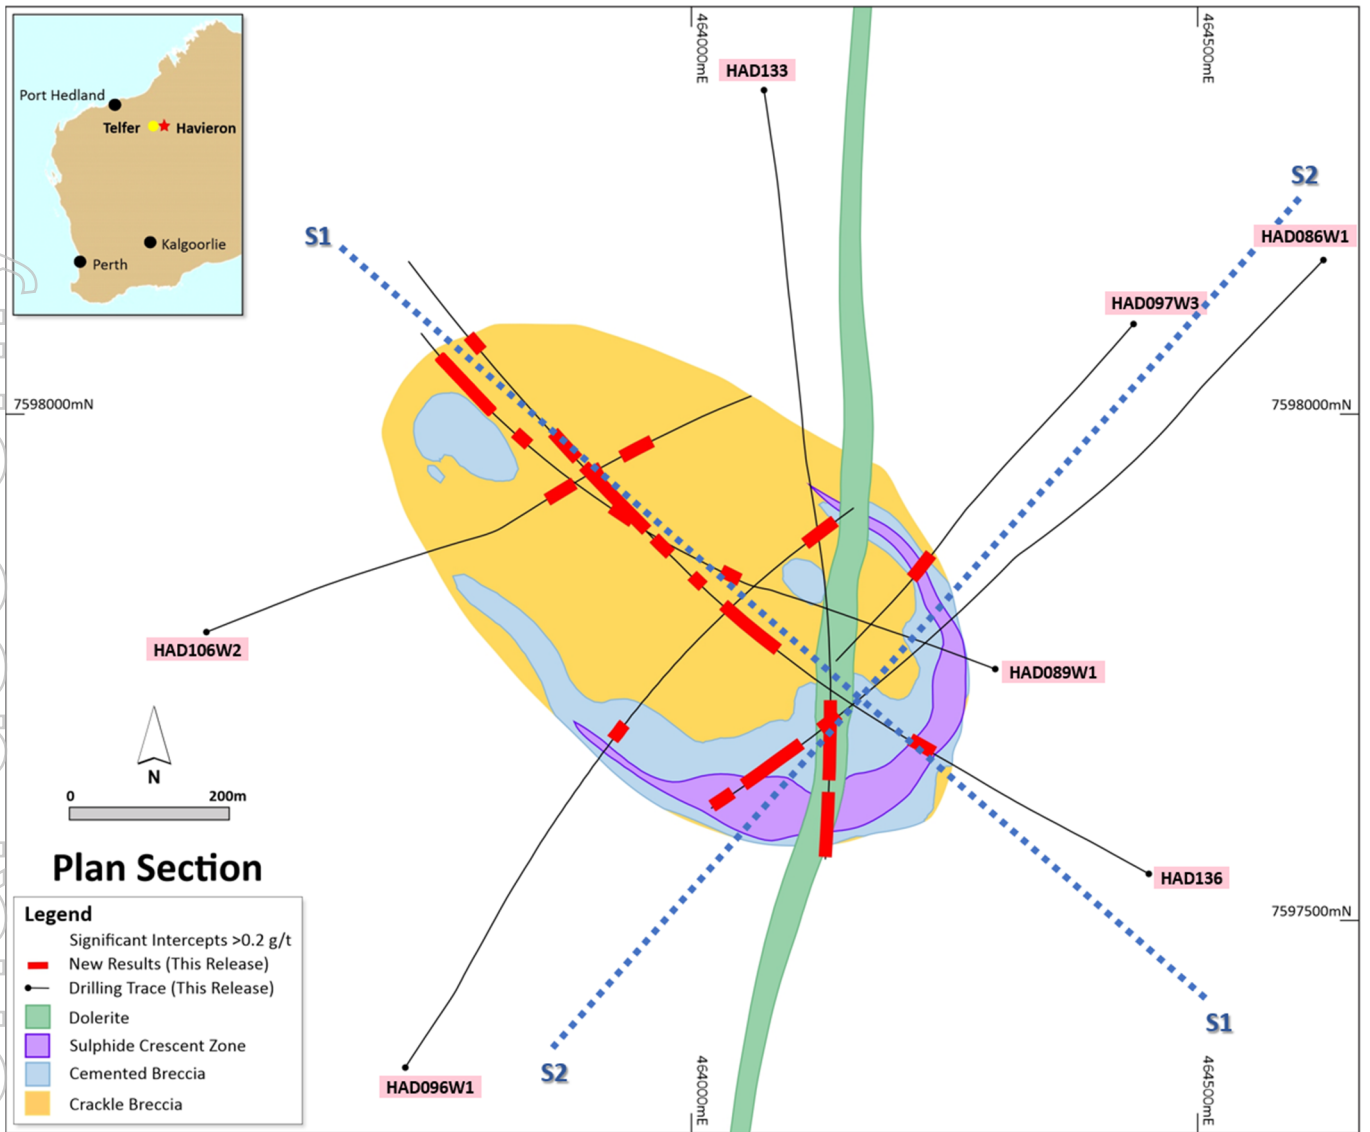 464000mE
464500mE
HAD133
Port Hedland
Telfer
Havieron
Kalgoorlie
Perth
S1
S2
HAD086W1
HAD097W3
7598000mN
7598000mN
HAD106W2
HAD089W1
N
0
200m
HAD136
Plan Section
7597500mN
Legend
Significant Intercepts >0.2 g/t
New Results (This Release)
Drilling Trace (This Release)
Dolerite
Sulphide Crescent Zone
Cemented Breccia
Crackle Breccia
S1
S2
HAD096W1
464000mE
464500mE